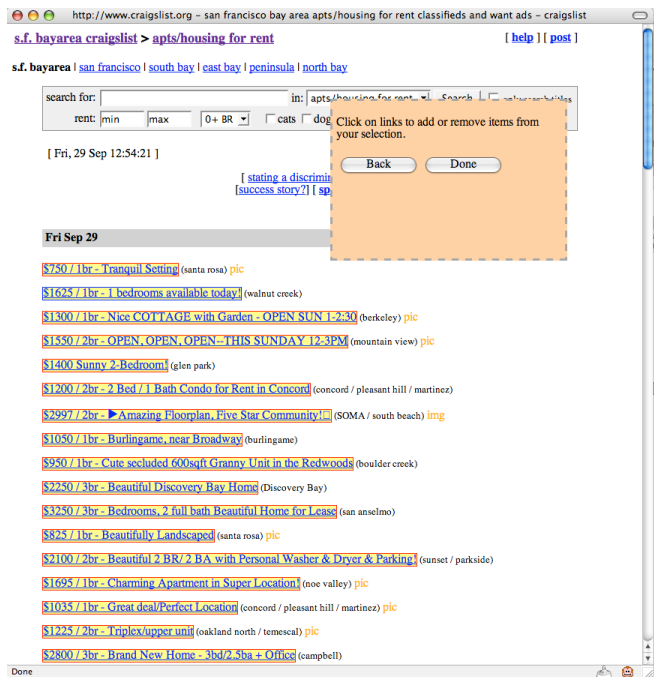 http://www.craigslist.org – san francisco bay area apts/housing for rent classifieds and want ads – craigslist
s.f. bayarea craigslist > apts/housing for rent [ help ] [ post ]
s.f. bayarea | san francisco | south bay | east bay | peninsula | north bay
search for: in: apts/housing for rent Search
rent: min max 0+ BR cats dog
Click on links to add or remove items from
your selection.
Back Done
[ Fri, 29 Sep 12:54:21 ]
[ stating a
[success story?] [
Fri Sep 29
$750 / 1br - Tranquil Setting (santa rosa) pic
$1625 / 1br - 1 bedrooms available today! (walnut creek)
$1300 / 1br - Nice COTTAGE with Garden - OPEN SUN 1-2:30 (berkeley) pic
$1550 / 2br - OPEN, OPEN, OPEN--THIS SUNDAY 12-3PM (mountain view) pic
$1400 Sunny 2-Bedroom! (glen park)
$1200 / 2br - 2 Bed / 1 Bath Condo for Rent in Concord (concord / pleasant hill / martinez)
$2997 / 2br - ▶Amazing Floorplan, Five Star Community!□ (SOMA / south beach) img
$1050 / 1br - Burlingame, near Broadway (burlingame)
$950 / 1br - Cute secluded 600sqft Granny Unit in the Redwoods (boulder creek)
$2250 / 3br - Beautiful Discovery Bay Home (Discovery Bay)
$3250 / 3br - Bedrooms, 2 full bath Beautiful Home for Lease (san anselmo)
$825 / 1br - Beautifully Landscaped (santa rosa) pic
$2100 / 2br - Beautiful 2 BR/ 2 BA with Personal Washer & Dryer & Parking! (sunset / parkside)
$1695 / 1br - Charming Apartment in Super Location! (noe valley) pic
$1035 / 1br - Great deal/Perfect Location (concord / pleasant hill / martinez) pic
$1225 / 2br - Triplex/upper unit (oakland north / temescal) pic
$2800 / 3br - Brand New Home - 3bd/2.5ba + Office (campbell)
Done